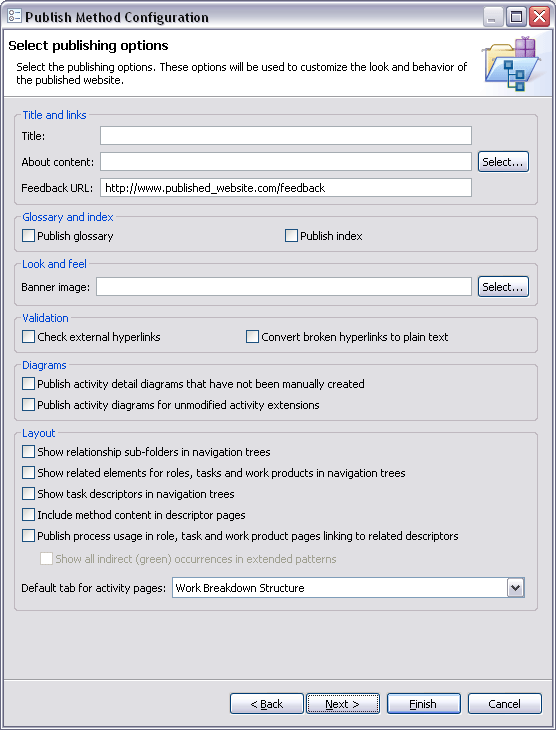 Publish Method Configuration
Select publishing options
Select the publishing options. These options will be used to customize the look and behavior of
the published website.
Title and links
Title:
About content:
Select...
Feedback URL: http://www.published_website.com/feedback
Glossary and index
Publish glossary
Publish index
Look and feel
Banner image:
Select...
Validation
Check external hyperlinks
Convert broken hyperlinks to plain text
Diagrams
Publish activity detail diagrams that have not been manually created
Publish activity diagrams for unmodified activity extensions
Layout
Show relationship sub-folders in navigation trees
Show related elements for roles, tasks and work products in navigation trees
Show task descriptors in navigation trees
Include method content in descriptor pages
Publish process usage in role, task and work product pages linking to related descriptors
Show all indirect (green) occurrences in extended patterns
Default tab for activity pages: Work Breakdown Structure
< Back
Next >
Finish
Cancel